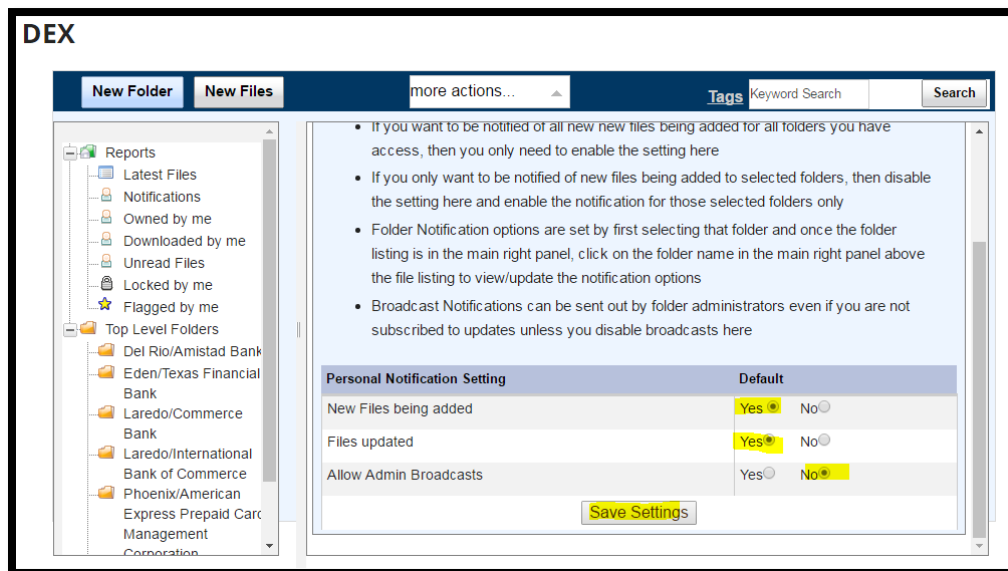 DEX
New Folder New Files more actions... Tags Keyword Search Search
Reports
Latest Files
Notifications
Owned by me
Downloaded by me
Unread Files
Locked by me
Flagged by me
Top Level Folders
Del Rio/Amistad Bank
Eden/Texas Financial
Bank
Laredo/Commerce
Bank
Laredo/International
Bank of Commerce
Phoenix/American
Express Prepaid Card
Management
Corporation
• If you want to be notified of all new new files being added for all folders you have
access, then you only need to enable the setting here
• If you only want to be notified of new files being added to selected folders, then disable
the setting here and enable the notification for those selected folders only
• Folder Notification options are set by first selecting that folder and once the folder
listing is in the main right panel, click on the folder name in the main right panel above
the file listing to view/update the notification options
• Broadcast Notifications can be sent out by folder administrators even if you are not
subscribed to updates unless you disable broadcasts here
Personal Notification Setting Default
New Files being added Yes No
Files updated Yes No
Allow Admin Broadcasts Yes No
Save Settings